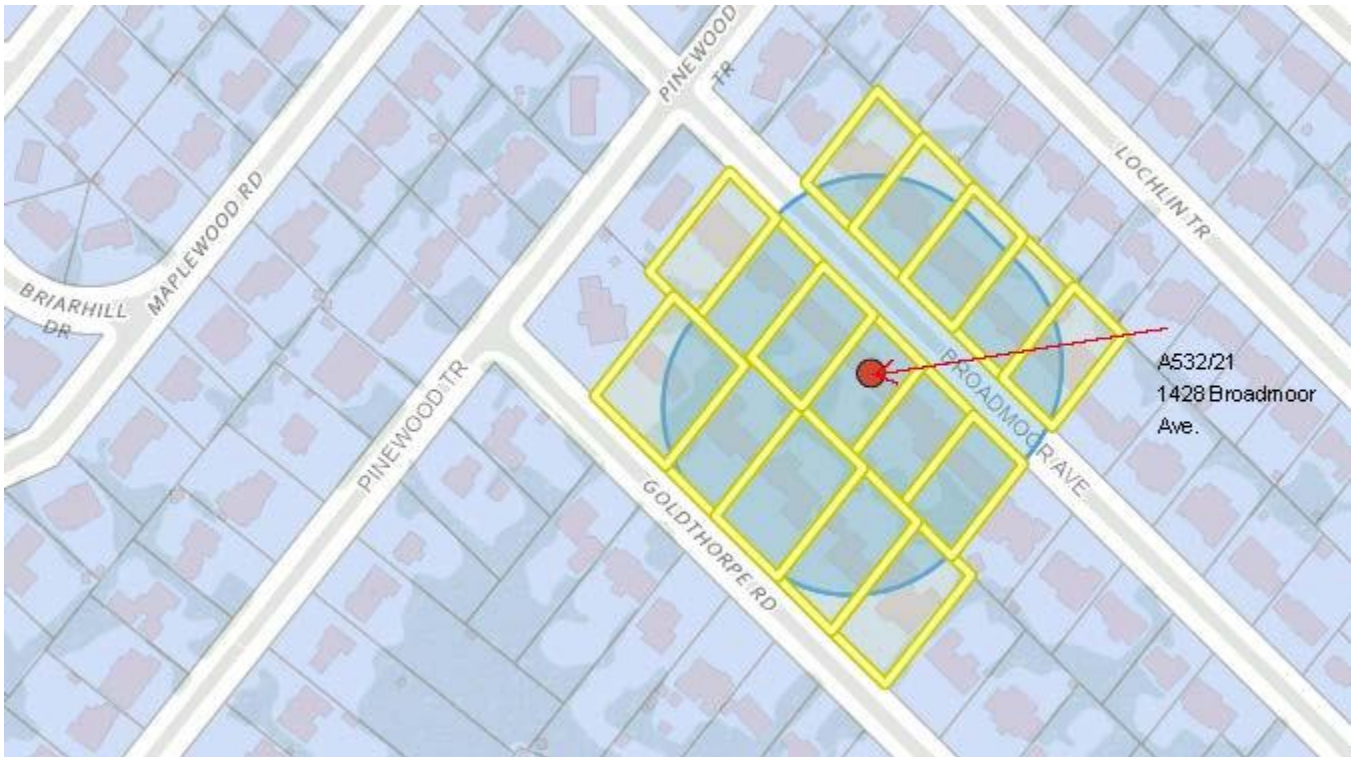 PINEWOOD
TR
LOCHLIN TR
MAPLEWOOD RD
BRIARHILL
DR
BROADMOOR AVE
A532/21
1428 Broadmoor
Ave.
PINEWOOD TR
GOLDTHORPE RD